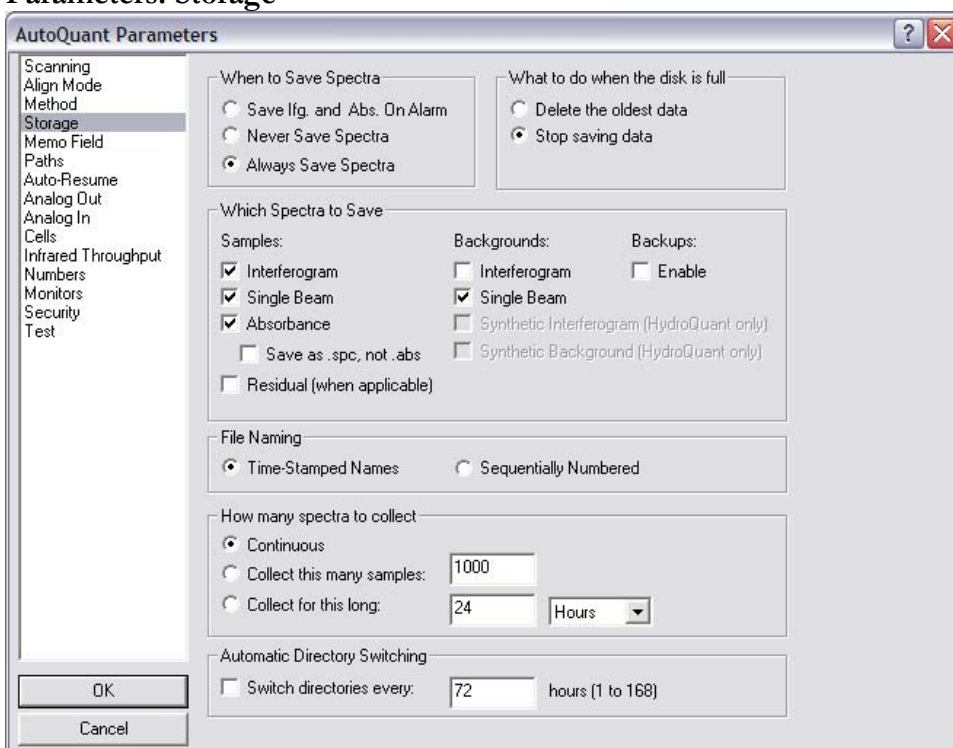 Parameters: Storage
AutoQuant Parameters
Scanning
Align Mode
Method
Storage
Memo Field
Paths
Auto-Resume
Analog Out
Analog In
Cells
Infrared Throughput
Numbers
Monitors
Security
Test
OK
Cancel
When to Save Spectra
Save Ifg. and Abs. On Alarm
Never Save Spectra
Always Save Spectra
What to do when the disk is full
Delete the oldest data
Stop saving data
Which Spectra to Save
Samples:
Interferogram
Single Beam
Absorbance
Save as .spc, not .abs
Residual (when applicable)
Backgrounds:
Interferogram
Single Beam
Synthetic Interferogram (HydroQuant only)
Synthetic Background (HydroQuant only)
Backups:
Enable
File Naming
Time-Stamped Names
Sequentially Numbered
How many spectra to collect
Continuous
Collect this many samples: 1000
Collect for this long: 24 Hours
Automatic Directory Switching
Switch directories every: 72 hours (1 to 168)